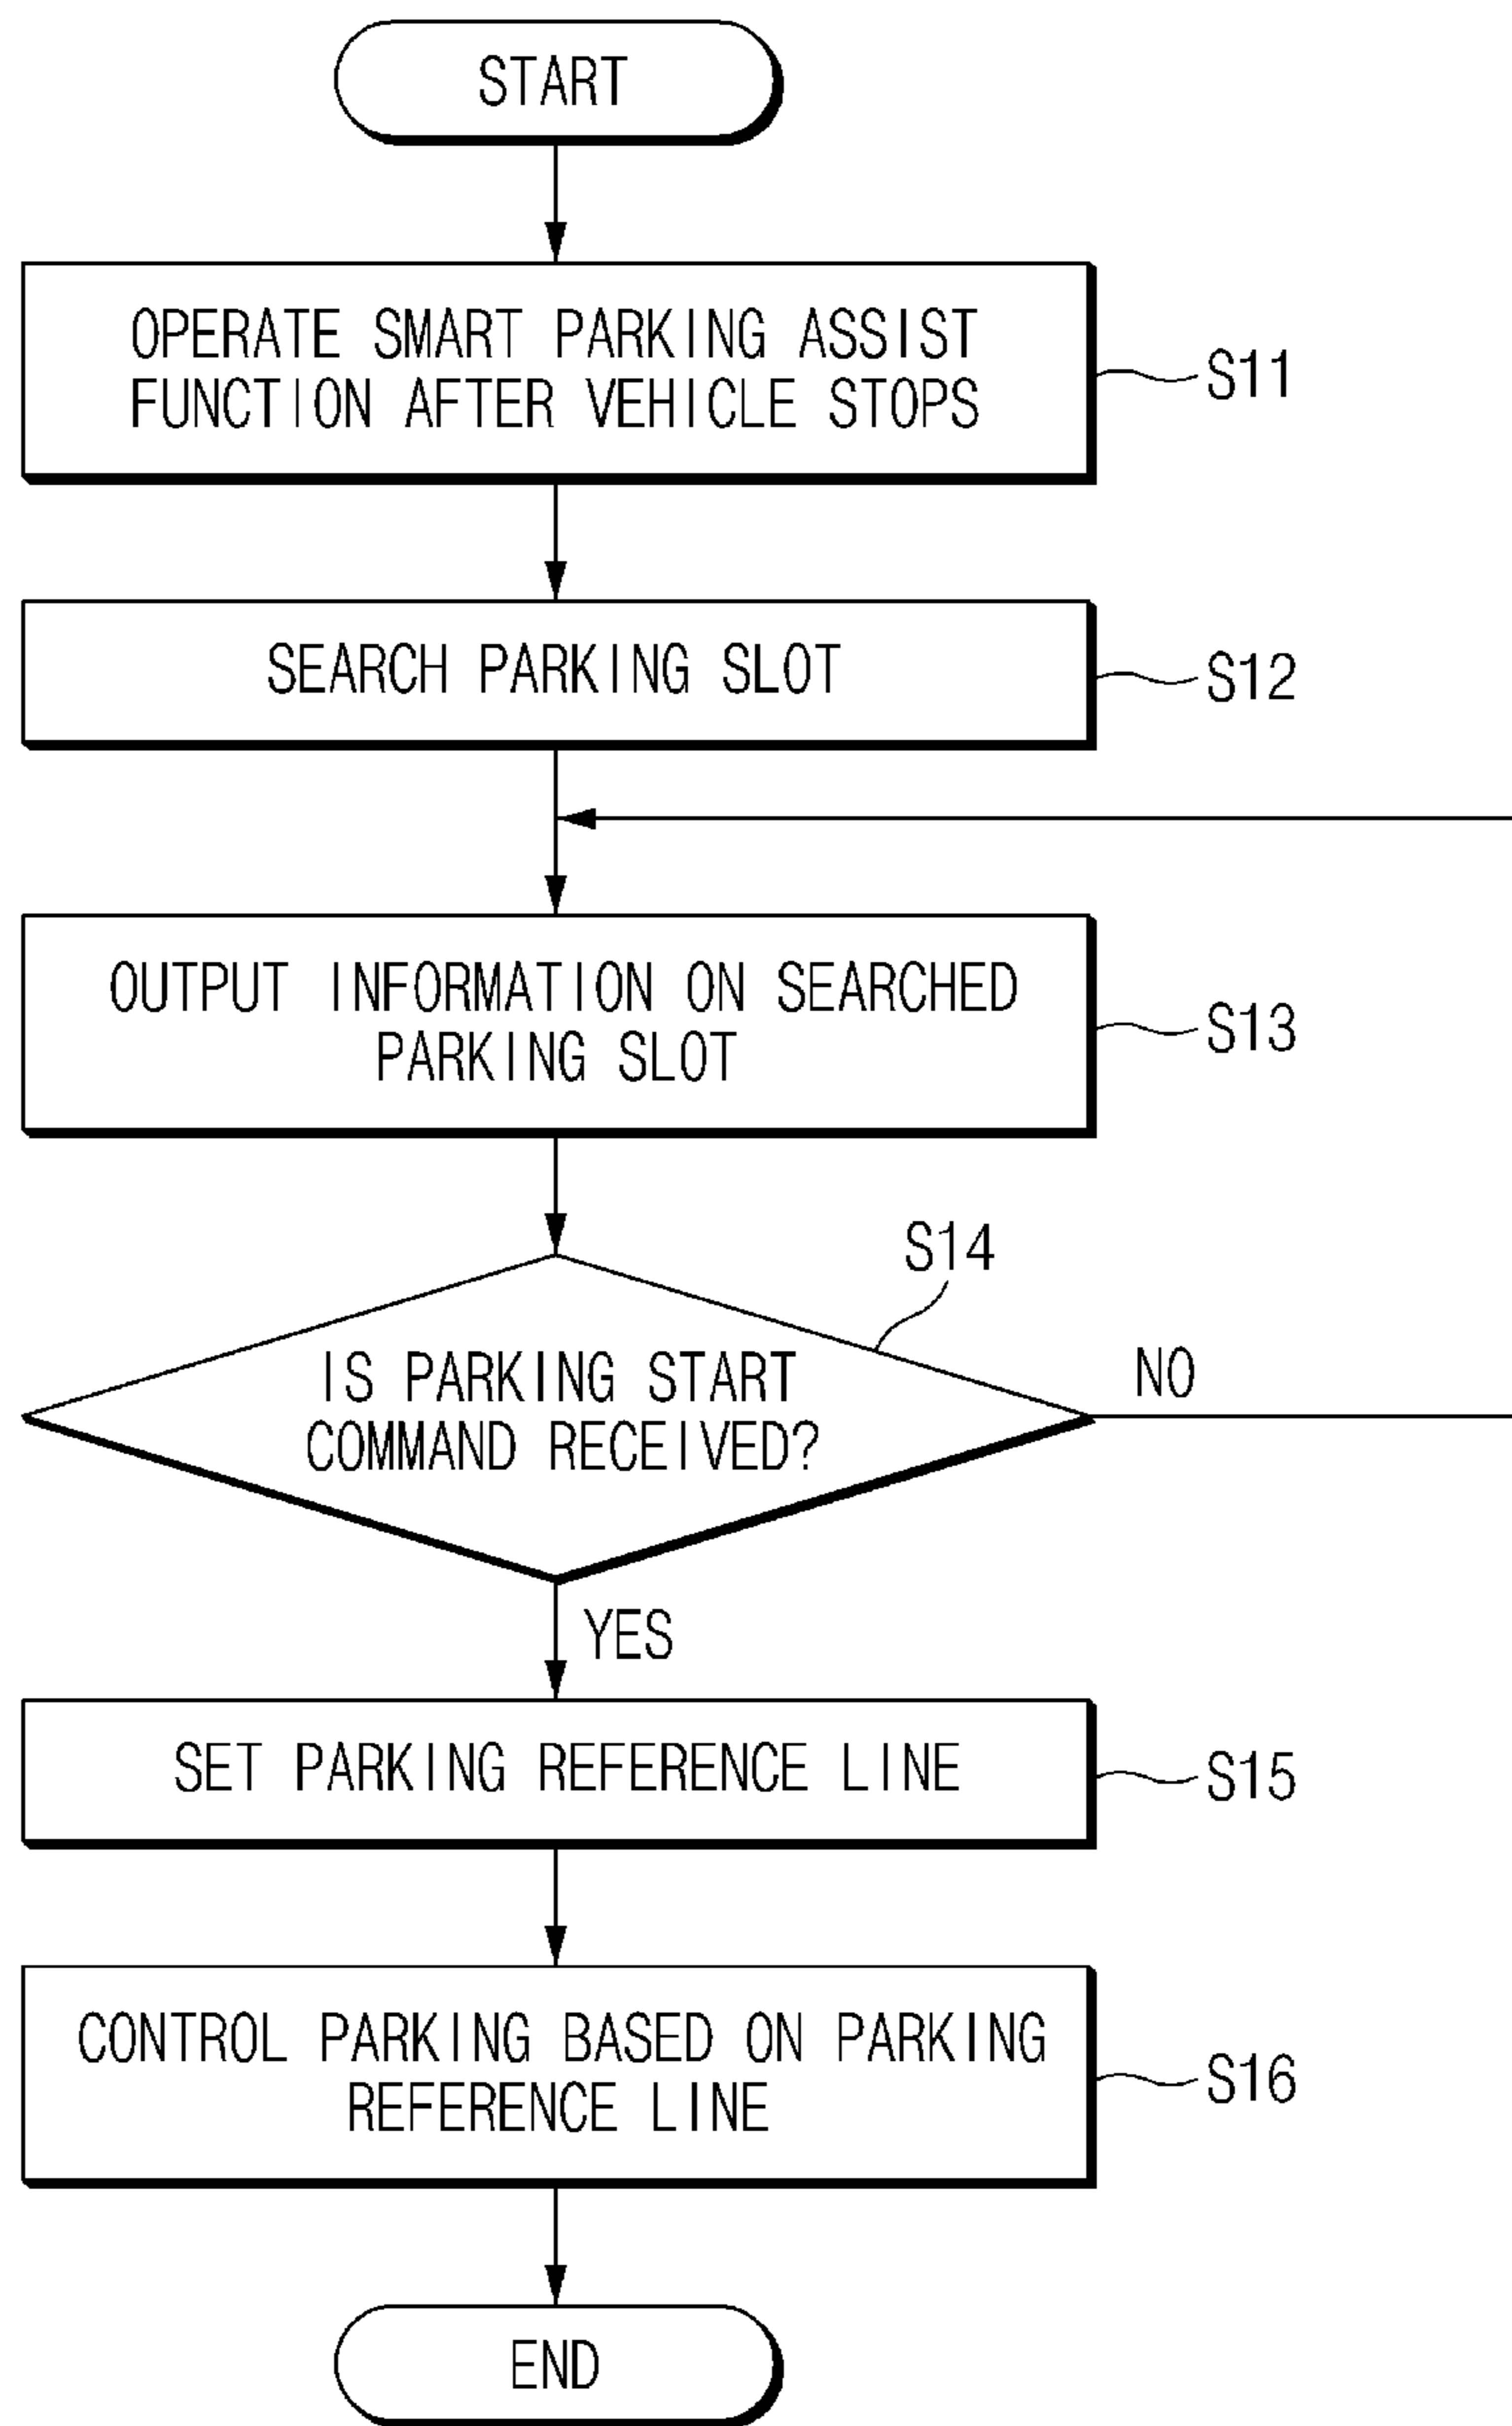 START
OPERATE SMART PARKING ASSIST
FUNCTION AFTER VEHICLE STOPS
S11
SEARCH PARKING SLOT
S12
OUTPUT INFORMATION ON SEARCHED
PARKING SLOT
S13
S14
IS PARKING START
COMMAND RECEIVED?
NO
YES
SET PARKING REFERENCE LINE
S15
CONTROL PARKING BASED ON PARKING
REFERENCE LINE
S16
END